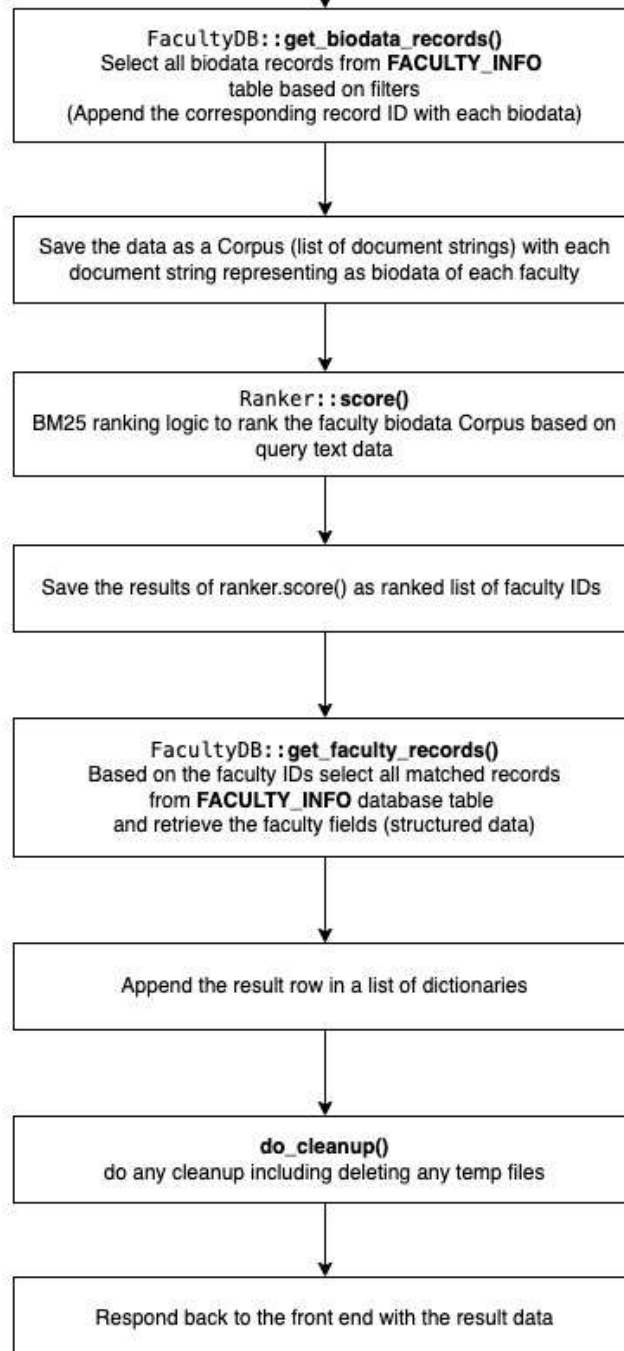 FacultyDB::get_biodata_records()
Select all biodata records from FACULTY_INFO
table based on filters
(Append the corresponding record ID with each biodata)
Save the data as a Corpus (list of document strings) with each
document string representing as biodata of each faculty
Ranker::score()
BM25 ranking logic to rank the faculty biodata Corpus based on
query text data
Save the results of ranker.score() as ranked list of faculty IDs
FacultyDB::get_faculty_records()
Based on the faculty IDs select all matched records
from FACULTY_INFO database table
and retrieve the faculty fields (structured data)
Append the result row in a list of dictionaries
do_cleanup()
do any cleanup including deleting any temp files
Respond back to the front end with the result data